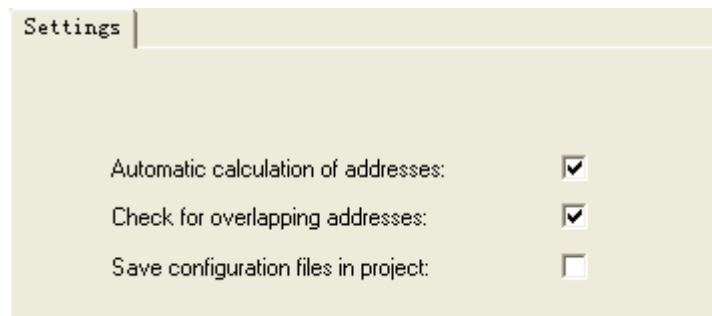 Settings
Automatic calculation of addresses:
Check for overlapping addresses:
Save configuration files in project: